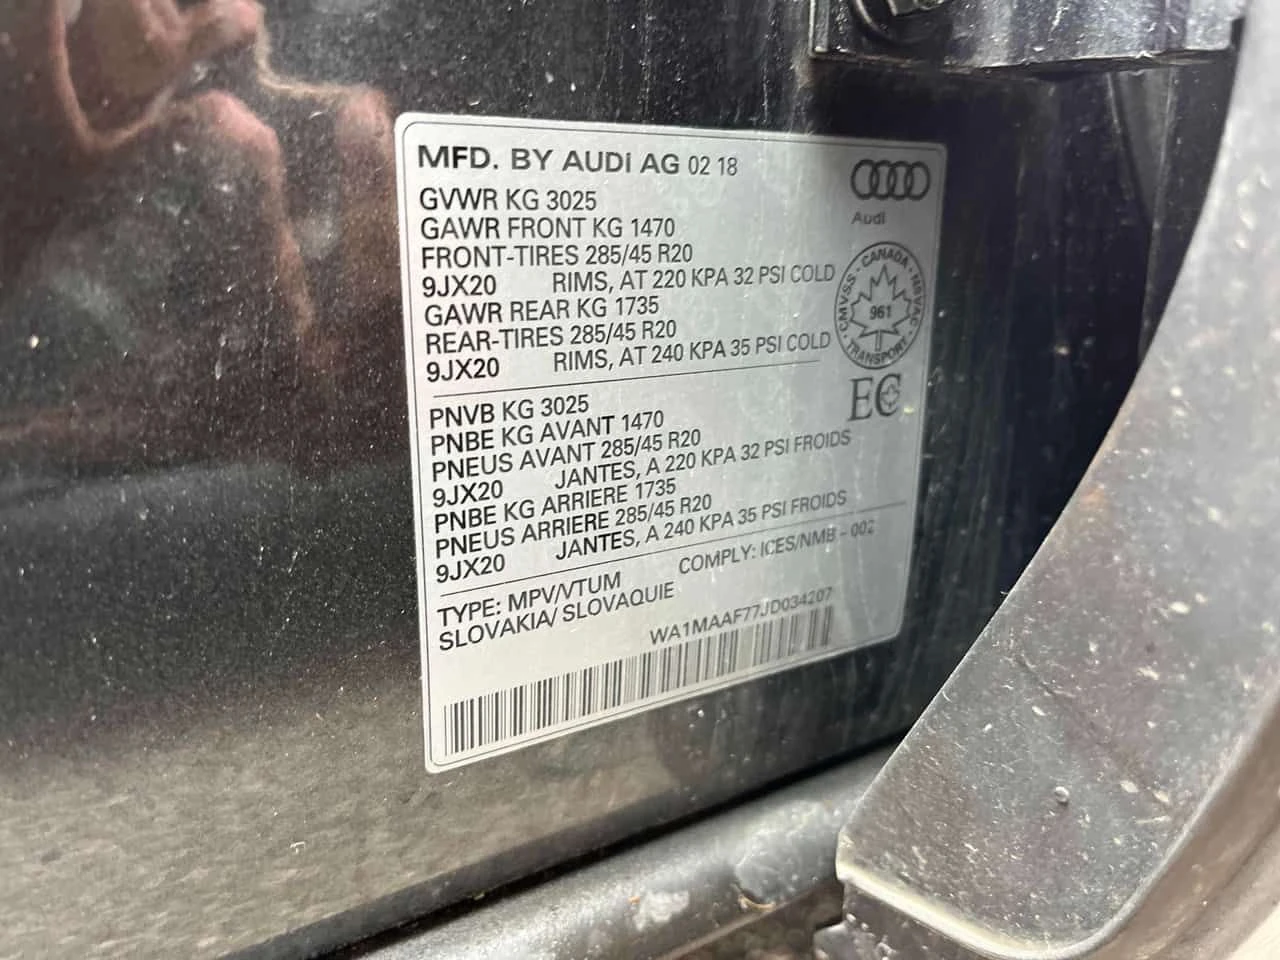 MFD. BY AUDI AG 02 18
Audi
GVWR KG 3025
GAWR FRONT KG 1470
FRONT-TIRES 285/45 R20
9JX20 RIMS, AT 220 KPA 32 PSI COLD
GAWR REAR KG 1735
REAR-TIRES 285/45 R20
9JX20 RIMS, AT 240 KPA 35 PSI COLD
CANADA · NSVAC · TRANSPORT · CMVSS ·
961
EC
PNVB KG 3025
PNBE KG AVANT 1470
PNEUS AVANT 285/45 R20
9JX20 JANTES, A 220 KPA 32 PSI FROIDS
PNBE KG ARRIERE 1735
PNEUS ARRIERE 285/45 R20
9JX20 JANTES, A 240 KPA 35 PSI FROIDS
TYPE: MPV/VTUM COMPLY: ICES/NMB - 002
SLOVAKIA/ SLOVAQUIE
WA1MAAF77JD034207